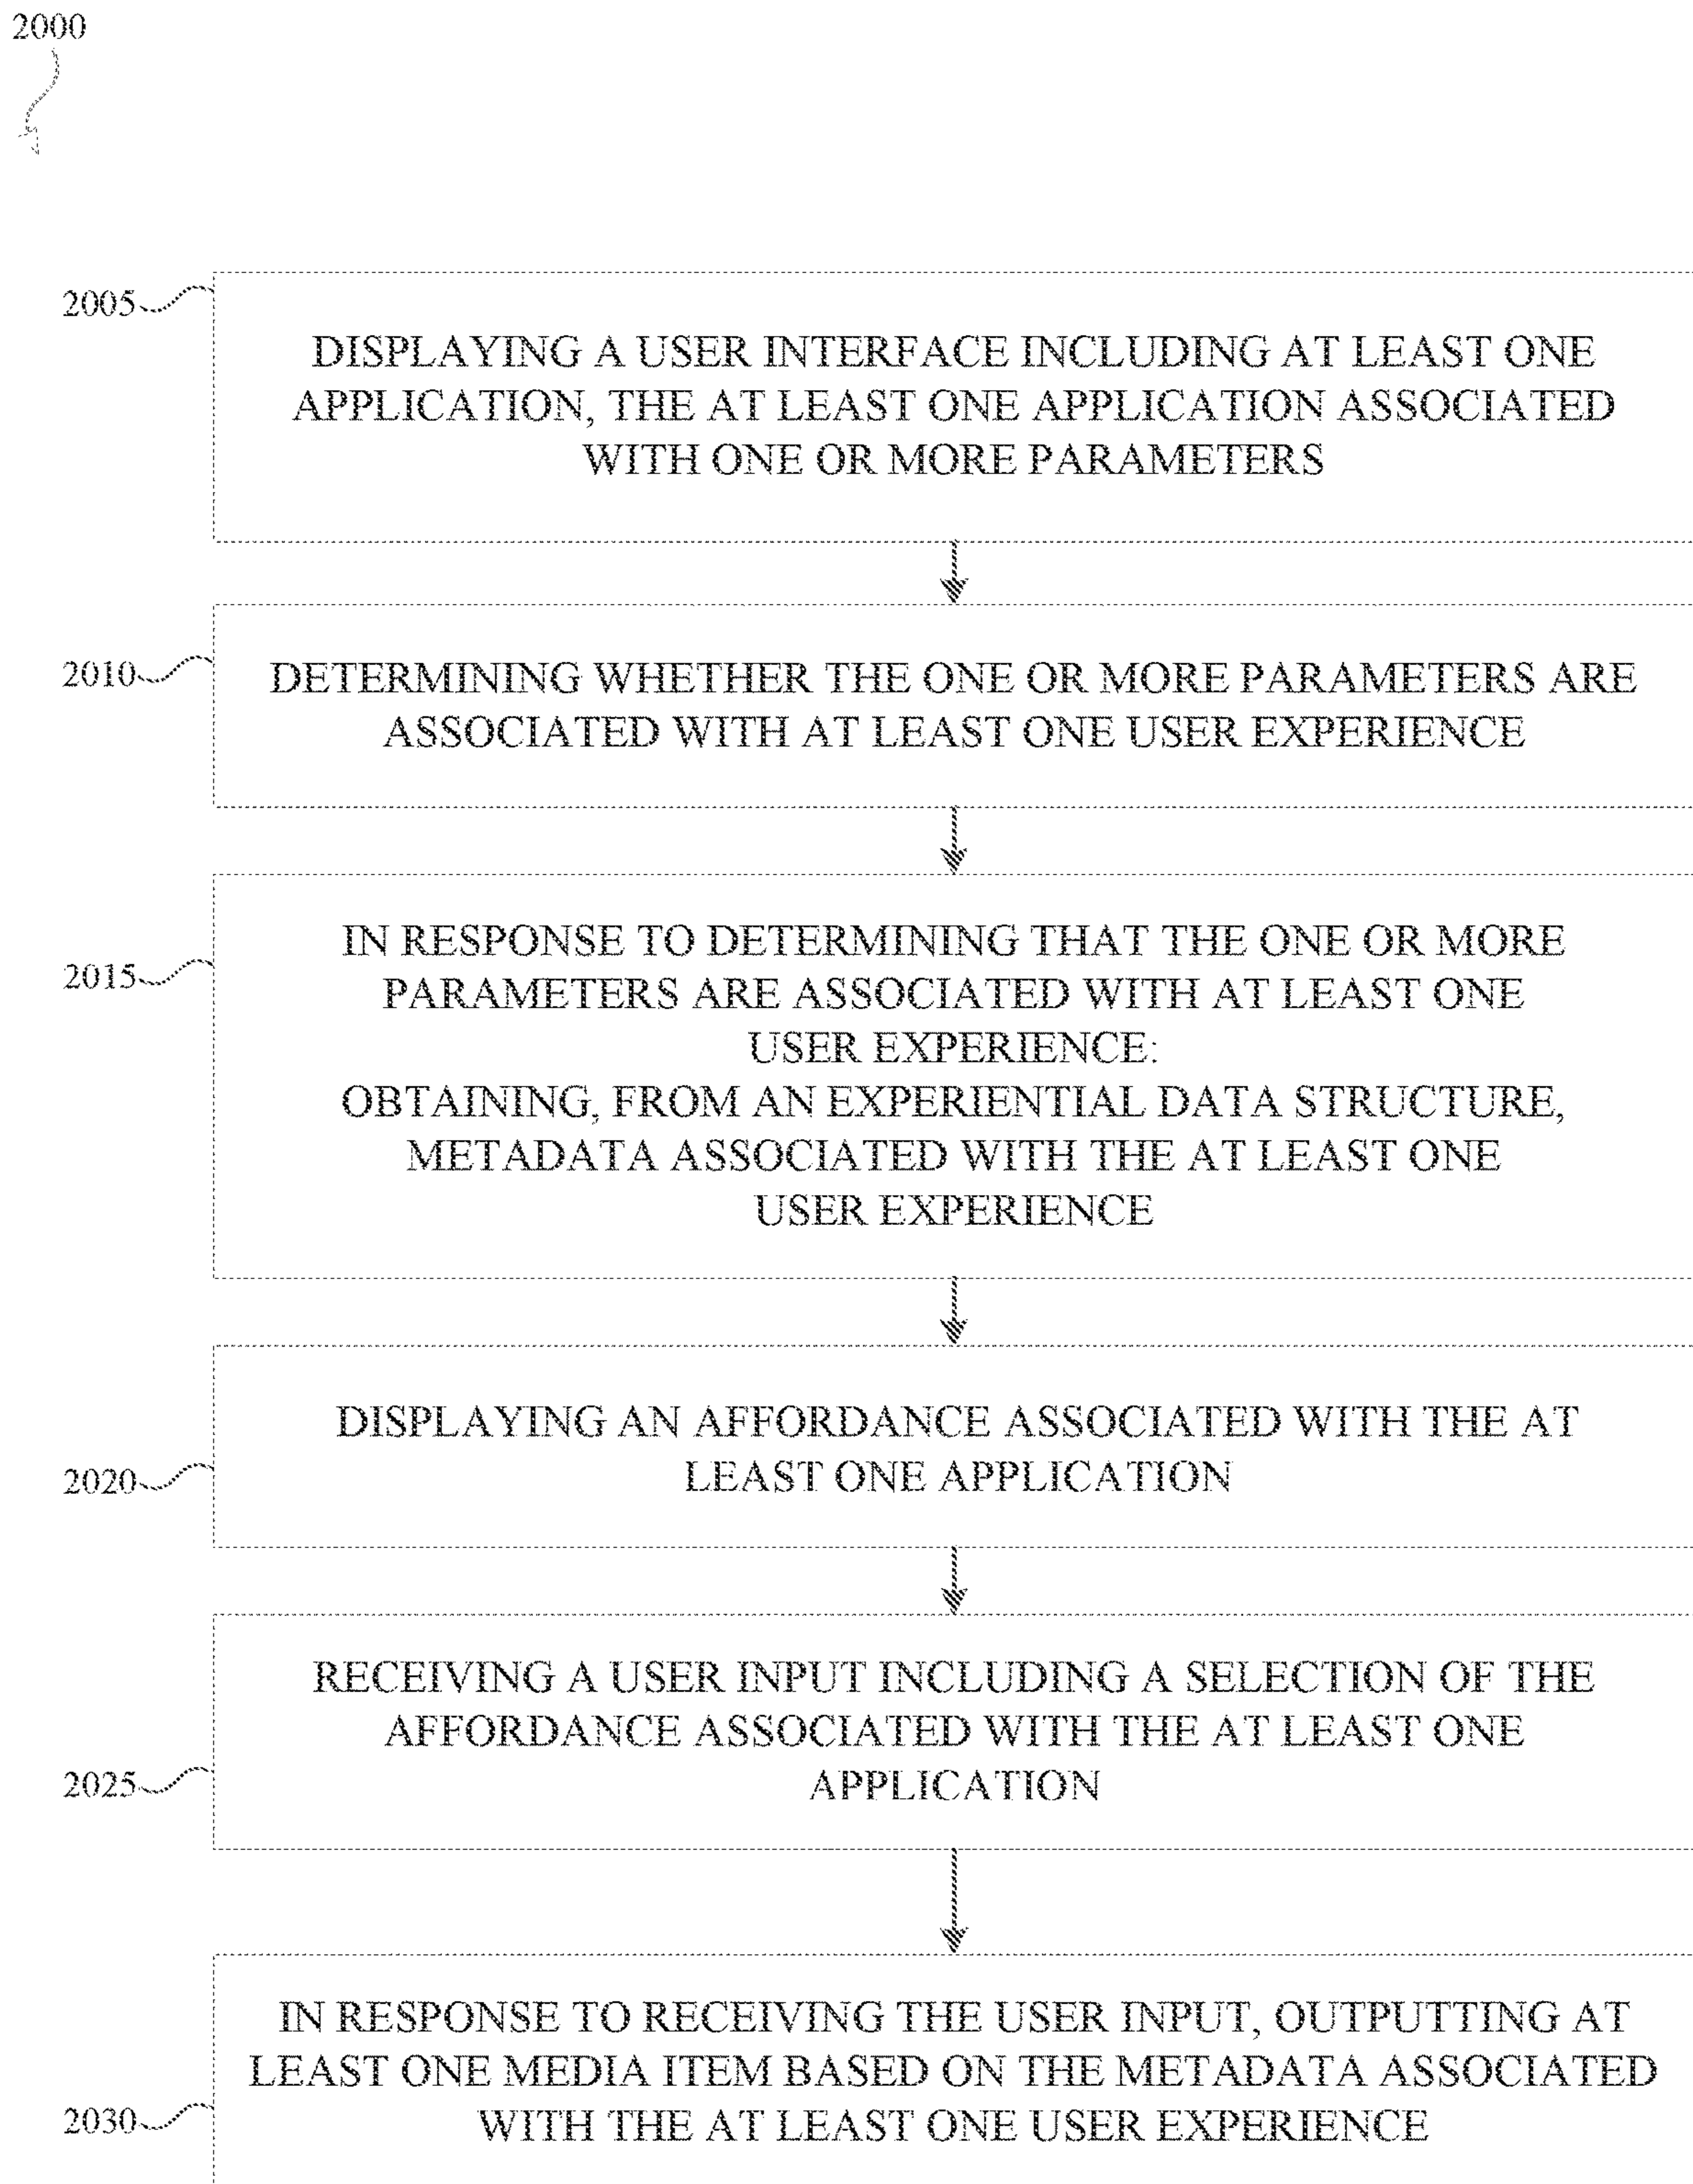 2000
2005
DISPLAYING A USER INTERFACE INCLUDING AT LEAST ONE
APPLICATION, THE AT LEAST ONE APPLICATION ASSOCIATED
WITH ONE OR MORE PARAMETERS
2010
DETERMINING WHETHER THE ONE OR MORE PARAMETERS ARE
ASSOCIATED WITH AT LEAST ONE USER EXPERIENCE
2015
IN RESPONSE TO DETERMINING THAT THE ONE OR MORE
PARAMETERS ARE ASSOCIATED WITH AT LEAST ONE
USER EXPERIENCE:
OBTAINING, FROM AN EXPERIENTIAL DATA STRUCTURE,
METADATA ASSOCIATED WITH THE AT LEAST ONE
USER EXPERIENCE
2020
DISPLAYING AN AFFORDANCE ASSOCIATED WITH THE AT
LEAST ONE APPLICATION
2025
RECEIVING A USER INPUT INCLUDING A SELECTION OF THE
AFFORDANCE ASSOCIATED WITH THE AT LEAST ONE
APPLICATION
2030
IN RESPONSE TO RECEIVING THE USER INPUT, OUTPUTTING AT
LEAST ONE MEDIA ITEM BASED ON THE METADATA ASSOCIATED
WITH THE AT LEAST ONE USER EXPERIENCE